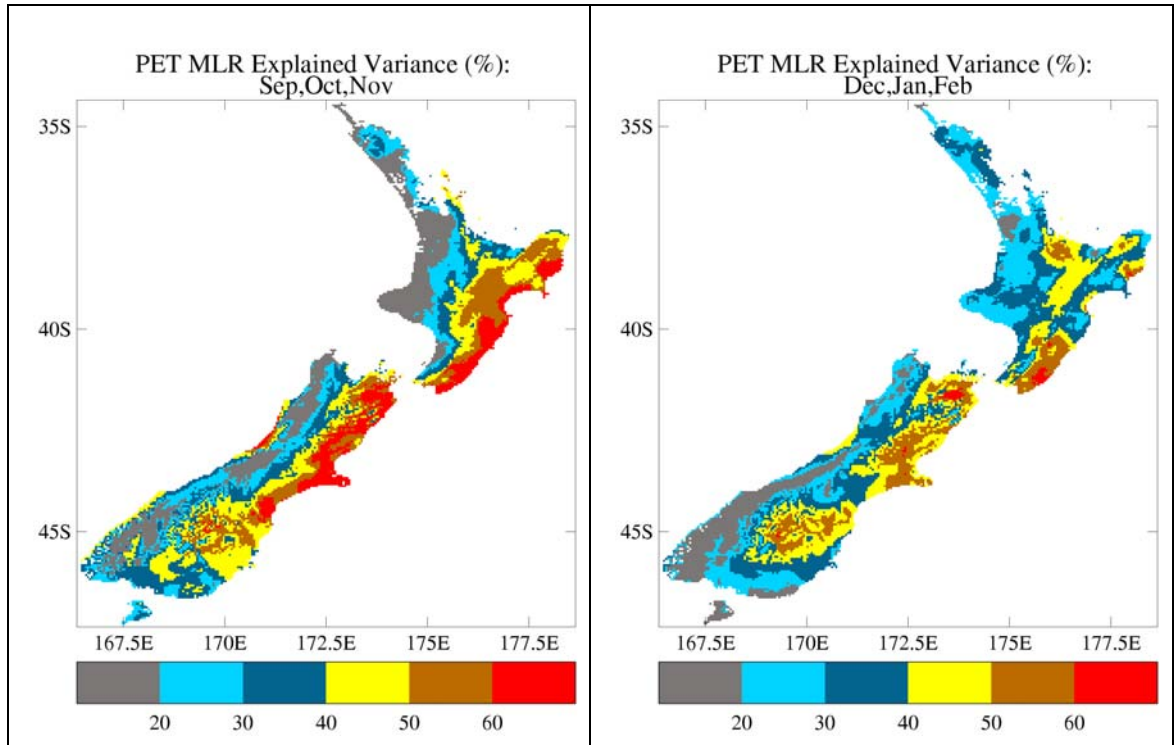 PET MLR Explained Variance (%):
Sep,Oct,Nov
35S
40S
45S
167.5E 170E 172.5E 175E 177.5E
20 30 40 50 60
PET MLR Explained Variance (%):
Dec,Jan,Feb
35S
40S
45S
167.5E 170E 172.5E 175E 177.5E
20 30 40 50 60